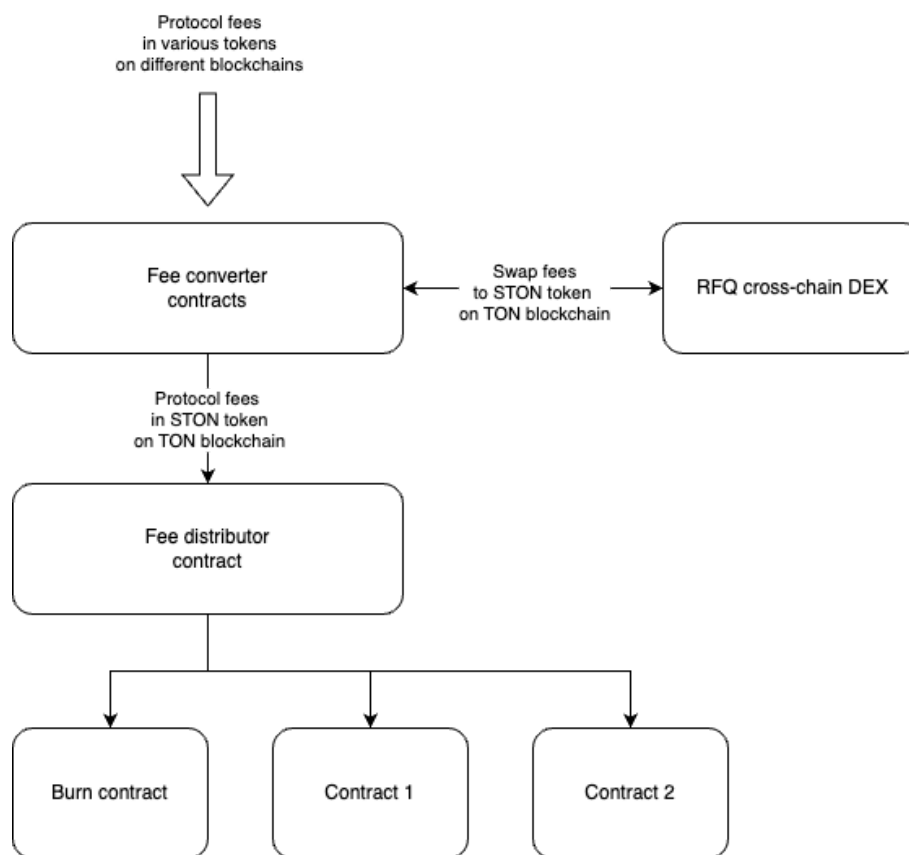 Protocol fees
in various tokens
on different blockchains
Fee converter
contracts
Swap fees
to STON token
on TON blockchain
RFQ cross-chain DEX
Protocol fees
in STON token
on TON blockchain
Fee distributor
contract
Burn contract
Contract 1
Contract 2